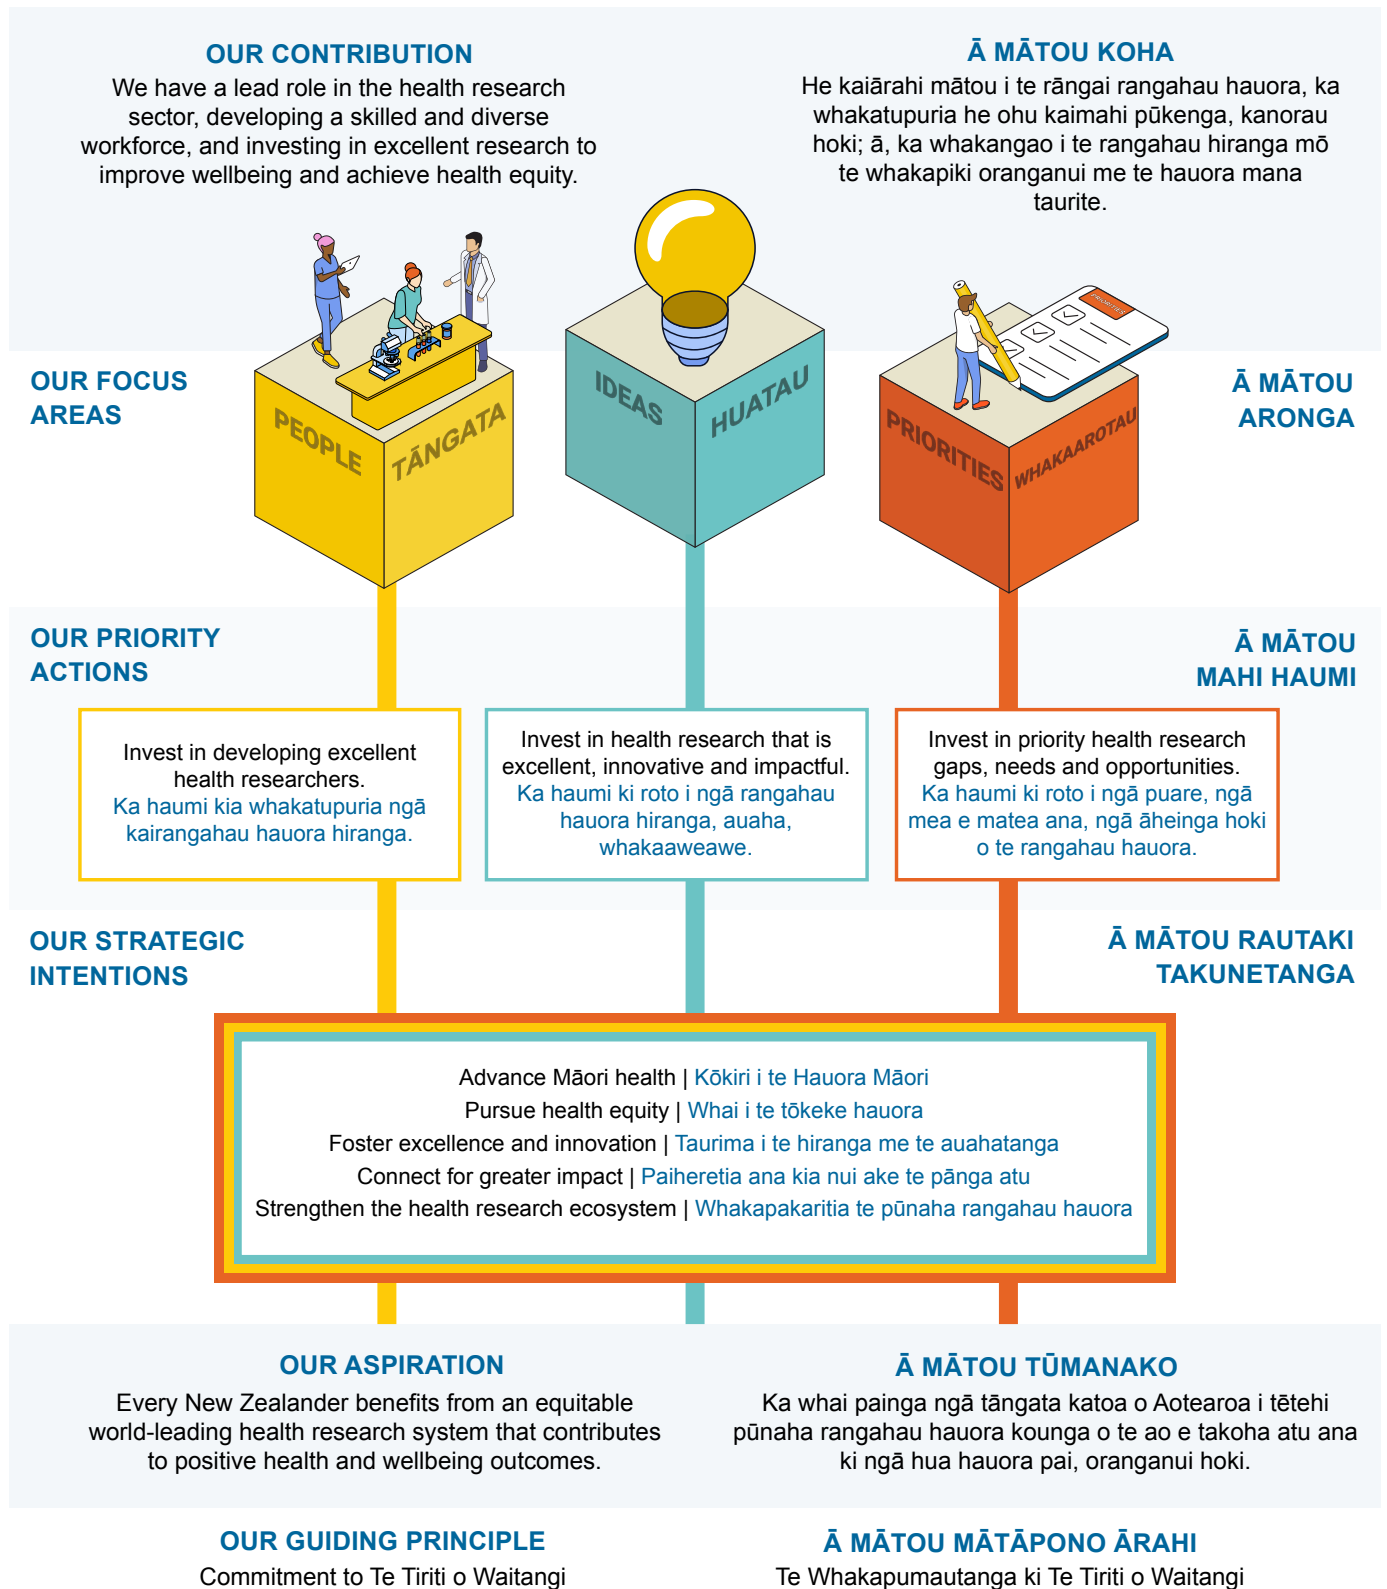 OUR CONTRIBUTION
We have a lead role in the health research
sector, developing a skilled and diverse
workforce, and investing in excellent research to
improve wellbeing and achieve health equity.
Ā MĀTOU KOHA
He kaiārahi mātou i te rāngai rangahau hauora, ka
whakatupuria he ohu kaimahi pūkenga, kanorau
hoki; ā, ka whakangao i te rangahau hiranga mō
te whakapiki oranganui me te hauora mana
taurite.
PRIORITIES
OUR FOCUS
AREAS
PEOPLE
TĀNGATA
IDEAS
HUATAU
PRIORITIES
WHAKAAROTAU
Ā MĀTOU
ARONGA
OUR PRIORITY
ACTIONS
Ā MĀTOU
MAHI HAUMI
Invest in developing excellent
health researchers.
Ka haumi kia whakatupuria ngā
kairangahau hauora hiranga.
Invest in health research that is
excellent, innovative and impactful.
Ka haumi ki roto i ngā rangahau
hauora hiranga, auaha,
whakaaweawe.
Invest in priority health research
gaps, needs and opportunities.
Ka haumi ki roto i ngā puare, ngā
mea e matea ana, ngā āheinga hoki
o te rangahau hauora.
OUR STRATEGIC
INTENTIONS
Ā MĀTOU RAUTAKI
TAKUNETANGA
Advance Māori health | Kōkiri i te Hauora Māori
Pursue health equity | Whai i te tōkeke hauora
Foster excellence and innovation | Taurima i te hiranga me te auahatanga
Connect for greater impact | Paiheretia ana kia nui ake te pānga atu
Strengthen the health research ecosystem | Whakapakaritia te pūnaha rangahau hauora
OUR ASPIRATION
Every New Zealander benefits from an equitable
world-leading health research system that contributes
to positive health and wellbeing outcomes.
Ā MĀTOU TŪMANAKO
Ka whai painga ngā tāngata katoa o Aotearoa i tētehi
pūnaha rangahau hauora kounga o te ao e takoha atu ana
ki ngā hua hauora pai, oranganui hoki.
OUR GUIDING PRINCIPLE
Commitment to Te Tiriti o Waitangi
Ā MĀTOU MĀTĀPONO ĀRAHI
Te Whakapumautanga ki Te Tiriti o Waitangi